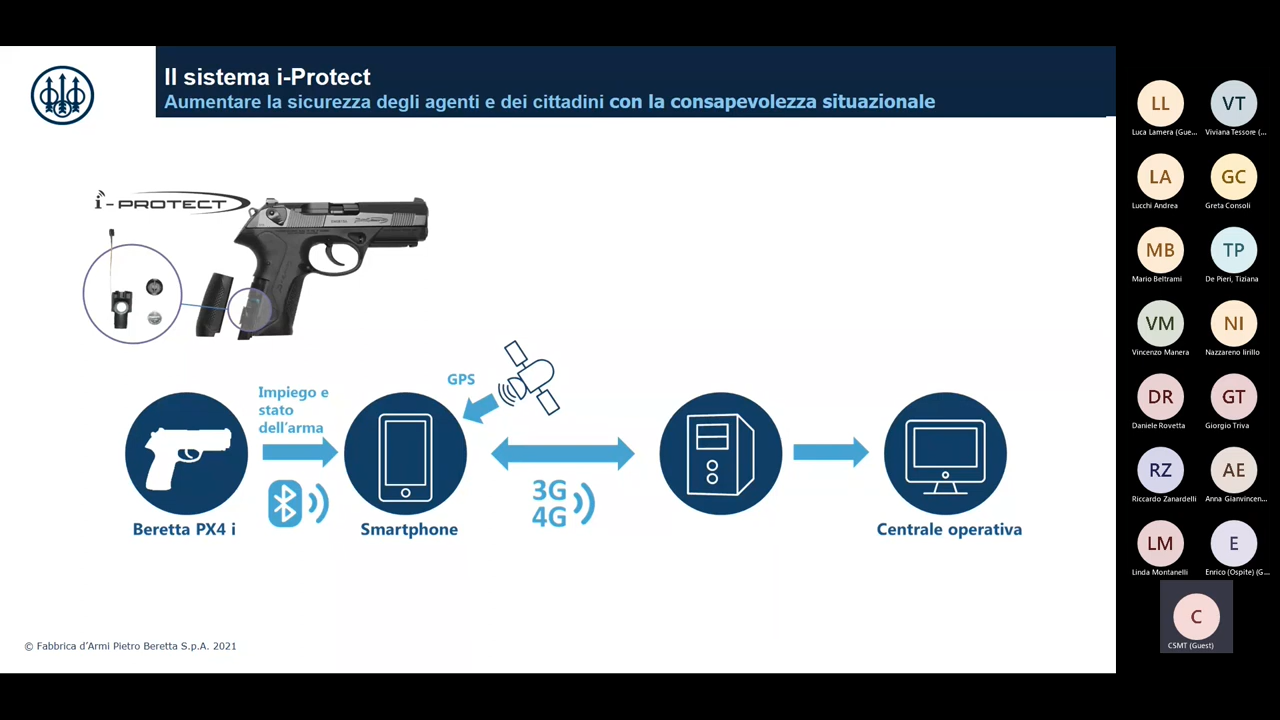 Il sistema i-Protect
Aumentare la sicurezza degli agenti e dei cittadini con la consapevolezza situazionale
i-PROTECT
Impiego e
stato
dell’arma
GPS
3G
4G
Beretta PX4 i
Smartphone
Centrale operativa
© Fabbrica d’Armi Pietro Beretta S.p.A. 2021
LL
VT
Luca Lamera (Gue...
Viviana Tessore (...
LA
GC
Lucchi Andrea
Greta Consoli
MB
TP
Mario Beltrami
De Pieri, Tiziana
VM
NI
Vincenzo Manera
Nazzareno Iirillo
DR
GT
Daniele Rovetta
Giorgio Triva
RZ
AE
Riccardo Zanardelli
Anna Gianvincen...
LM
E
Linda Montanelli
Enrico (Ospite) (G...
C
CSMT (Guest)